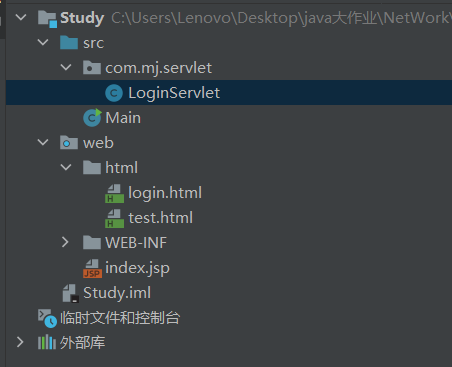 Study C:\Users\Lenovo\Desktop\java大作业\NetWork\
src
com.mj.servlet
LoginServlet
Main
web
html
login.html
test.html
WEB-INF
index.jsp
Study.iml
临时文件和控制台
外部库